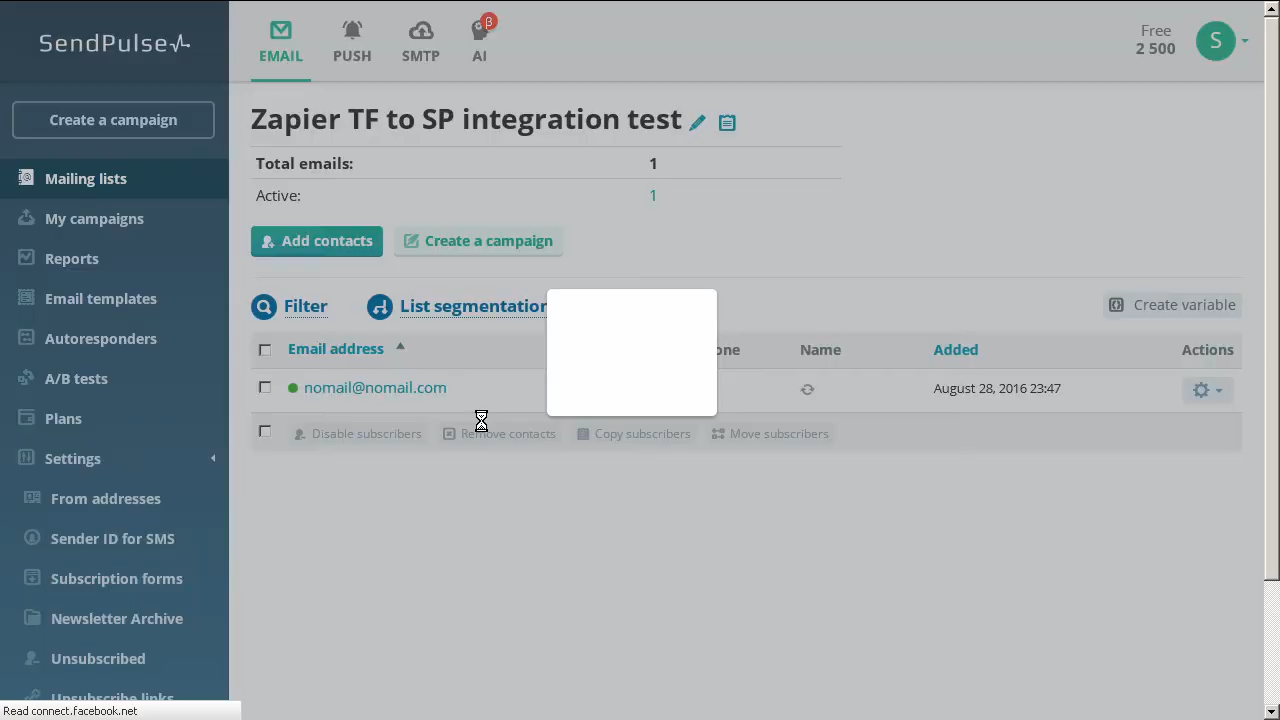 SendPulse
EMAIL
PUSH
SMTP
β
AI
Free
2 500
S
Create a campaign
Mailing lists
My campaigns
Reports
Email templates
Autoresponders
A/B tests
Plans
Settings
From addresses
Sender ID for SMS
Subscription forms
Newsletter Archive
Unsubscribed
Unsubscribe links
Read connect.facebook.net
Zapier TF to SP integration test
Total emails: 1
Active: 1
Add contacts Create a campaign
Filter List segmentation Create variable
Email address Name Added Actions
nomail@nomail.com August 28, 2016 23:47
Disable subscribers Remove contacts Copy subscribers Move subscribers